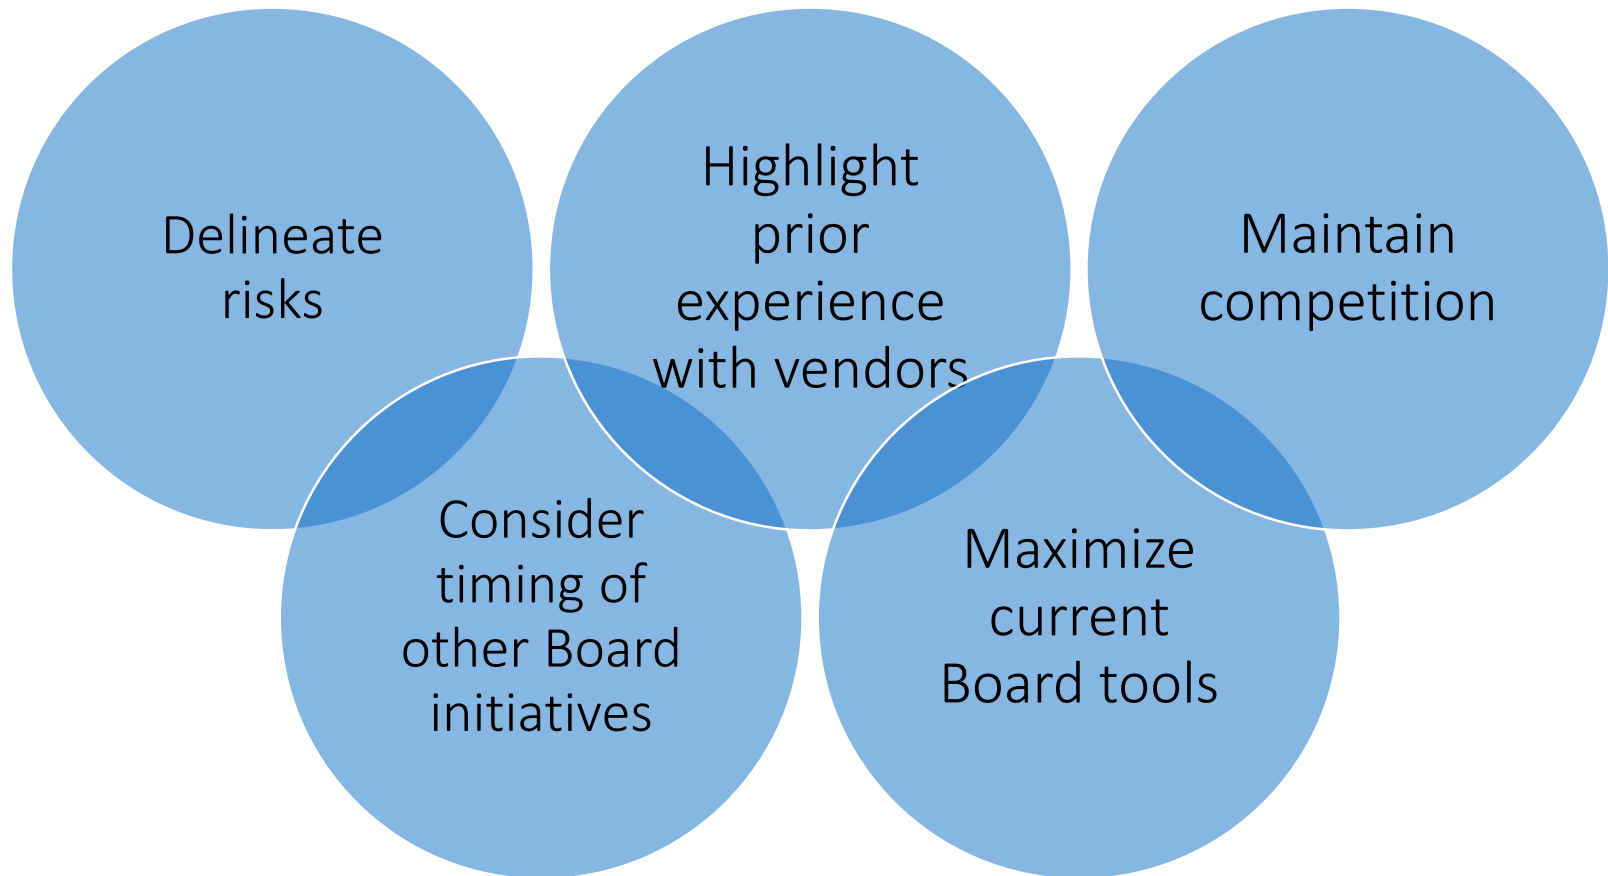 Delineate
risks
Highlight
prior
experience
with vendors
Maintain
competition
Consider
timing of
other Board
initiatives
Maximize
current
Board tools